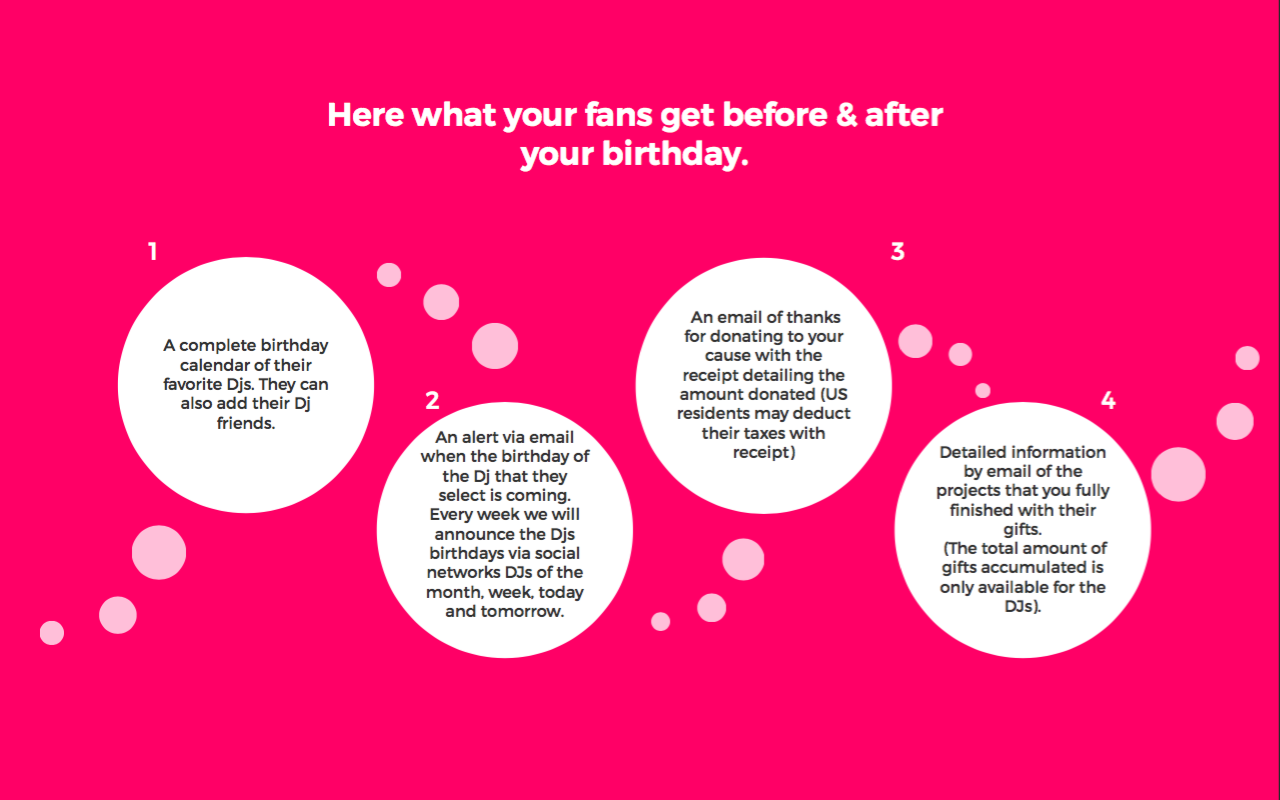 Here what your fans get before & after
your birthday.
1
A complete birthday
calendar of their
favorite Djs. They can
also add their Dj
friends.
2
An alert via email
when the birthday of
the Dj that they
select is coming.
Every week we will
announce the Djs
birthdays via social
networks DJs of the
month, week, today
and tomorrow.
3
An email of thanks
for donating to your
cause with the
receipt detailing the
amount donated (US
residents may deduct
their taxes with
receipt)
4
Detailed information
by email of the
projects that you fully
finished with their
gifts.
(The total amount of
gifts accumulated is
only available for the
DJs).